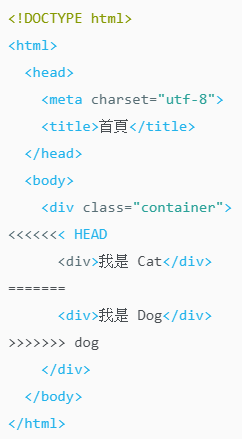 <!DOCTYPE html>
<html>
  <head>
    <meta charset="utf-8">
    <title>首頁</title>
  </head>
  <body>
    <div class="container">
<<<<<<< HEAD
      <div>我是 Cat</div>
=======
      <div>我是 Dog</div>
>>>>>>> dog
    </div>
  </body>
</html>